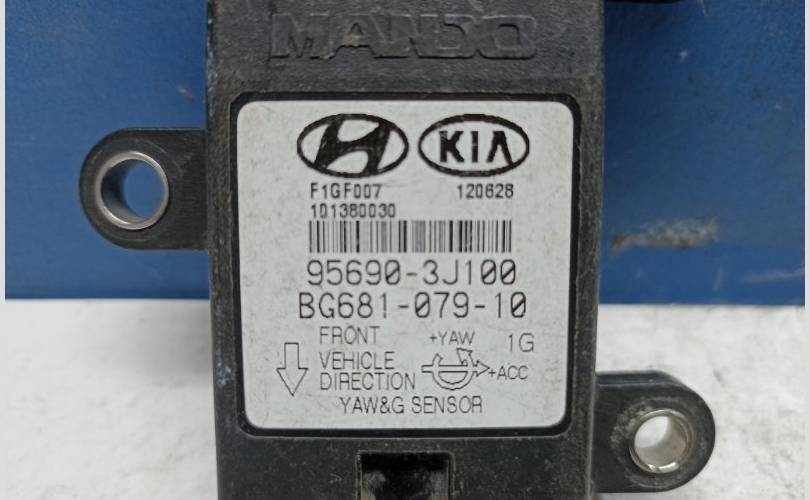 MANDO
KIA
F1GF007 120628
101380030
95690-3J100
BG681-079-10
FRONT +YAW 1G
VEHICLE
DIRECTION +ACC
YAW&G SENSOR